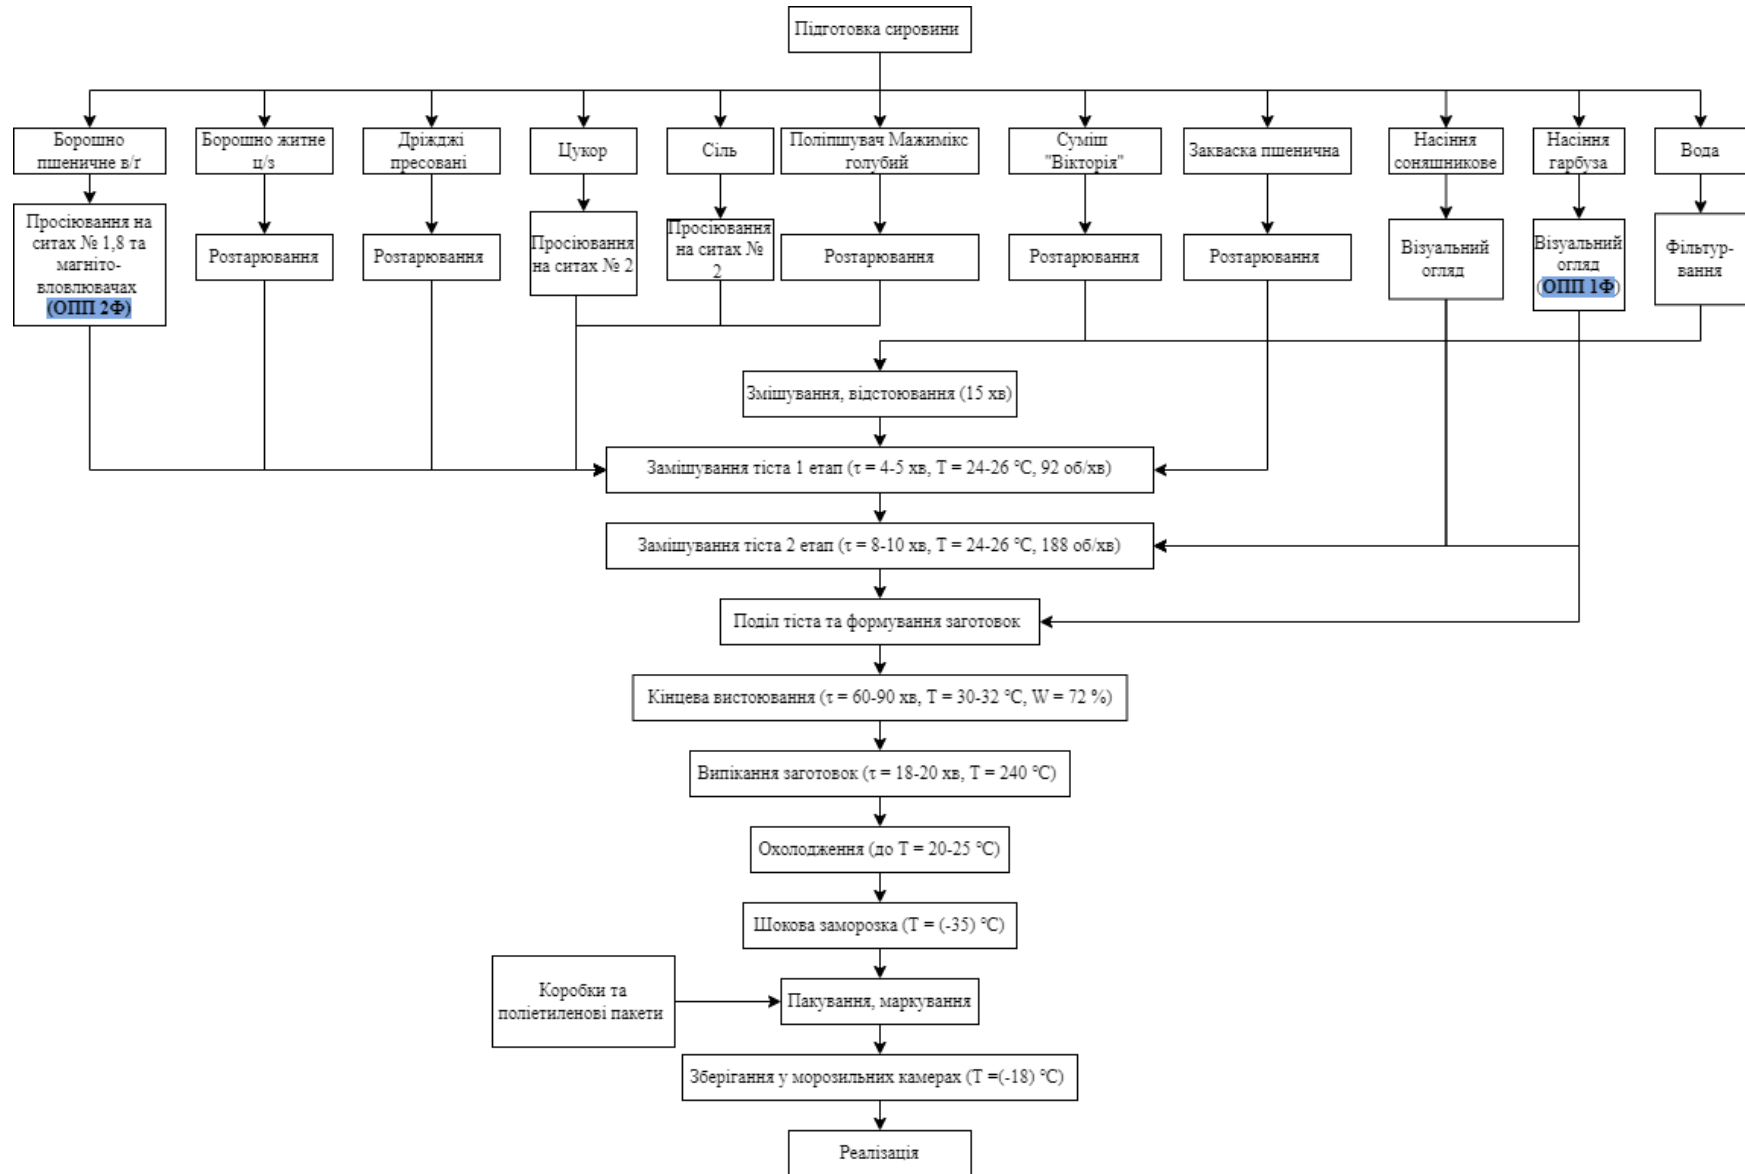 Підготовка сировини
Борошно
пшеничне в/г
Борошно житне
ц/s
Дріжджі
пресовані
Цукор
Сіль
Поліпшувач Мажимікс
голубий
Суміш
"Вікторія"
Закваска пшенична
Насіння
соняшникове
Насіння
гарбуза
Вода
Просіювання на
ситах № 1,8 та
магніто-
вловлювачах
(ОПП 2Ф)
Розтарювання
Розтарювання
Просіювання
на ситах № 2
Просіювання
на ситах №
2
Розтарювання
Розтарювання
Розтарювання
Візуальний
огляд
Візуальний
огляд
(ОПП 1Ф)
Фільтур-
вання
Змішування, відстоювання (15 хв)
Замішування тіста 1 етап (τ = 4-5 хв, T = 24-26 °C, 92 об/хв)
Замішування тіста 2 етап (τ = 8-10 хв, T = 24-26 °C, 188 об/хв)
Поділ тіста та формування заготовок
Кінцева вистоювання (τ = 60-90 хв, T = 30-32 °C, W = 72 %)
Випікання заготовок (τ = 18-20 хв, T = 240 °C)
Охолодження (до T = 20-25 °C)
Шокова заморозка (T = (-35) °C)
Коробки та
поліетиленові пакети
Пакування, маркування
Зберігання у морозильних камерах (T =(-18) °C)
Реалізація